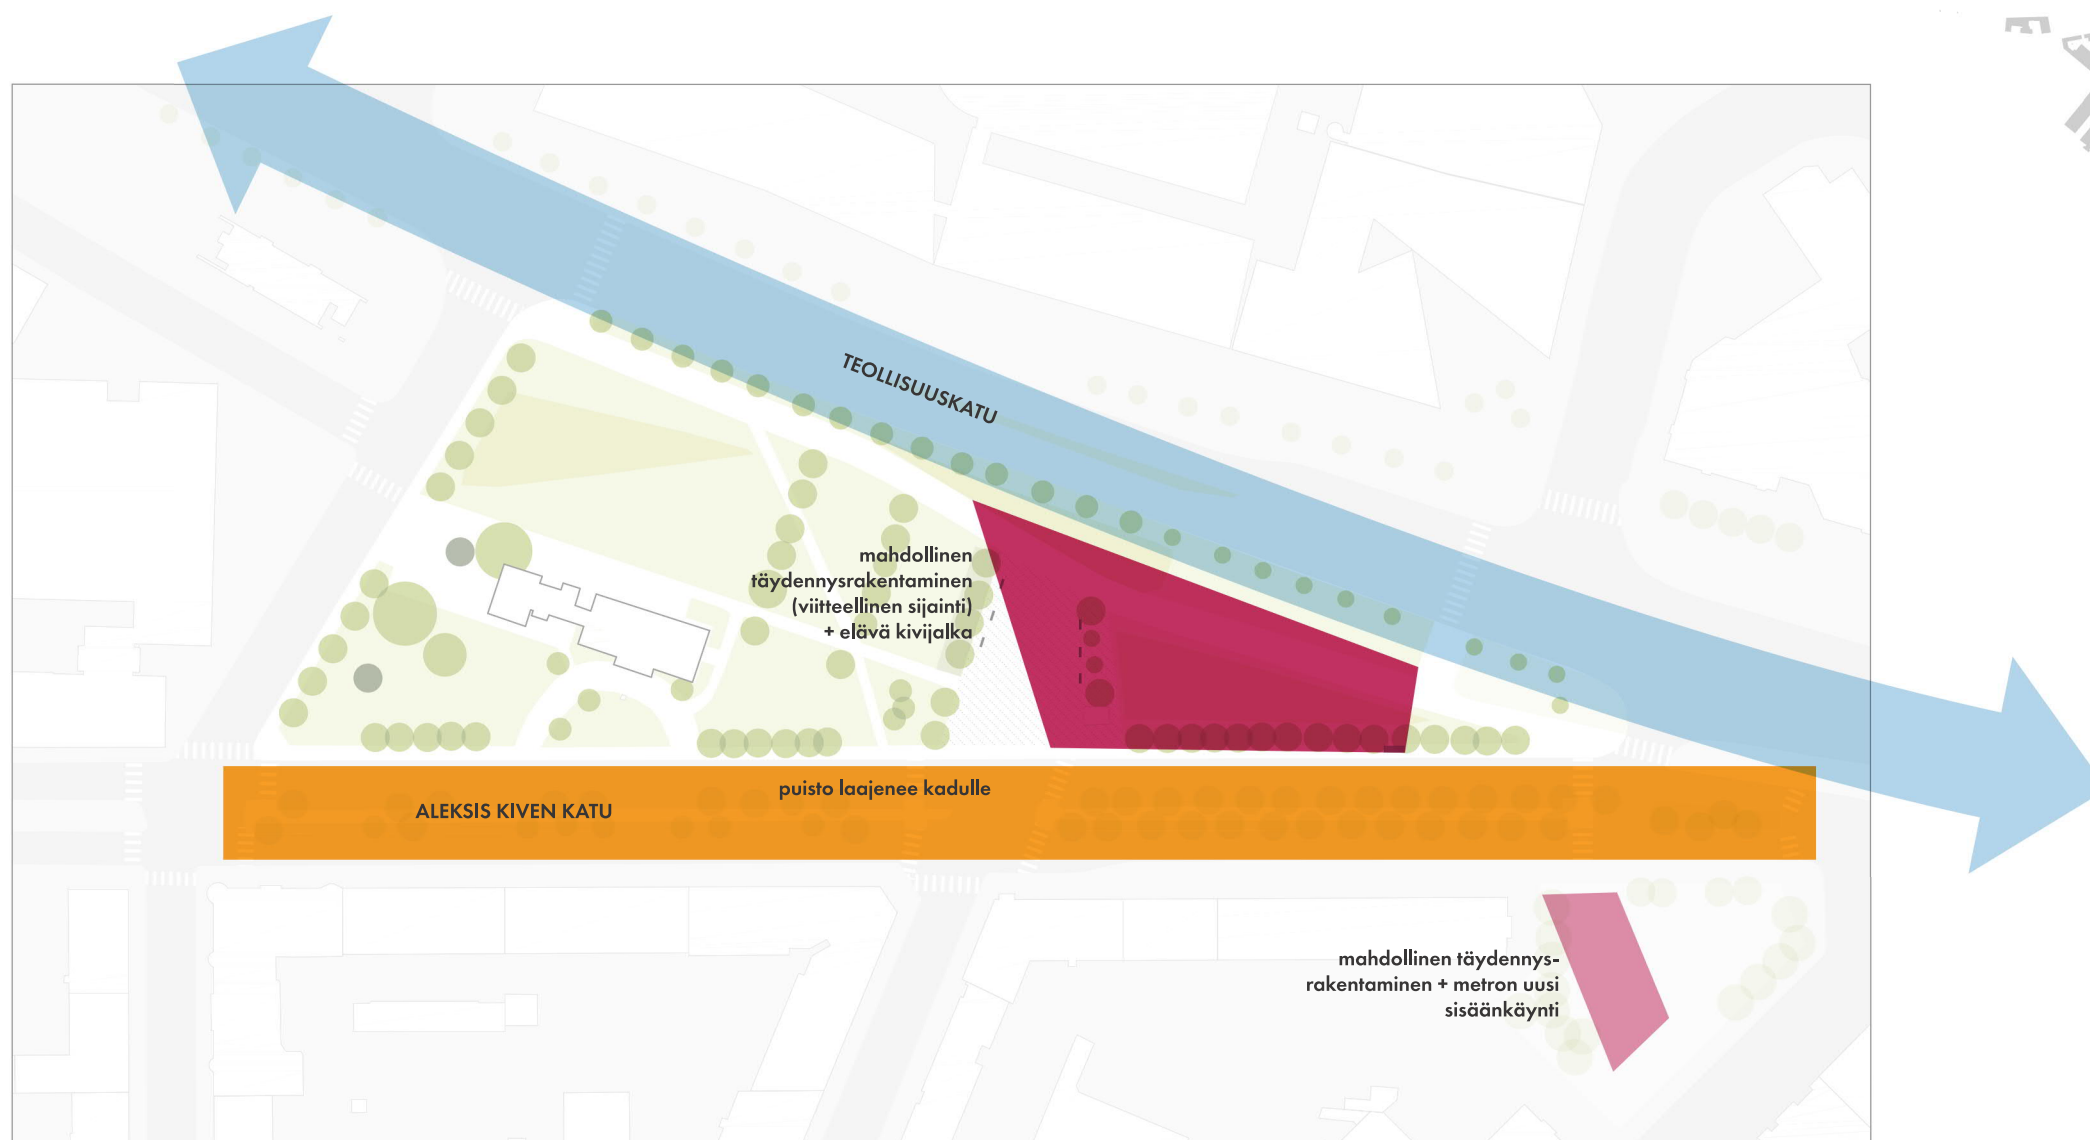 TEOLLISUUSKATU
mahdollinen
täydennysrakentaminen
(viitteellinen sijainti)
+ elävä kivijalka
puisto laajenee kadulle
ALEKSIS KIVEN KATU
mahdollinen täydennys-
rakentaminen + metron uusi
sisäänkäynti